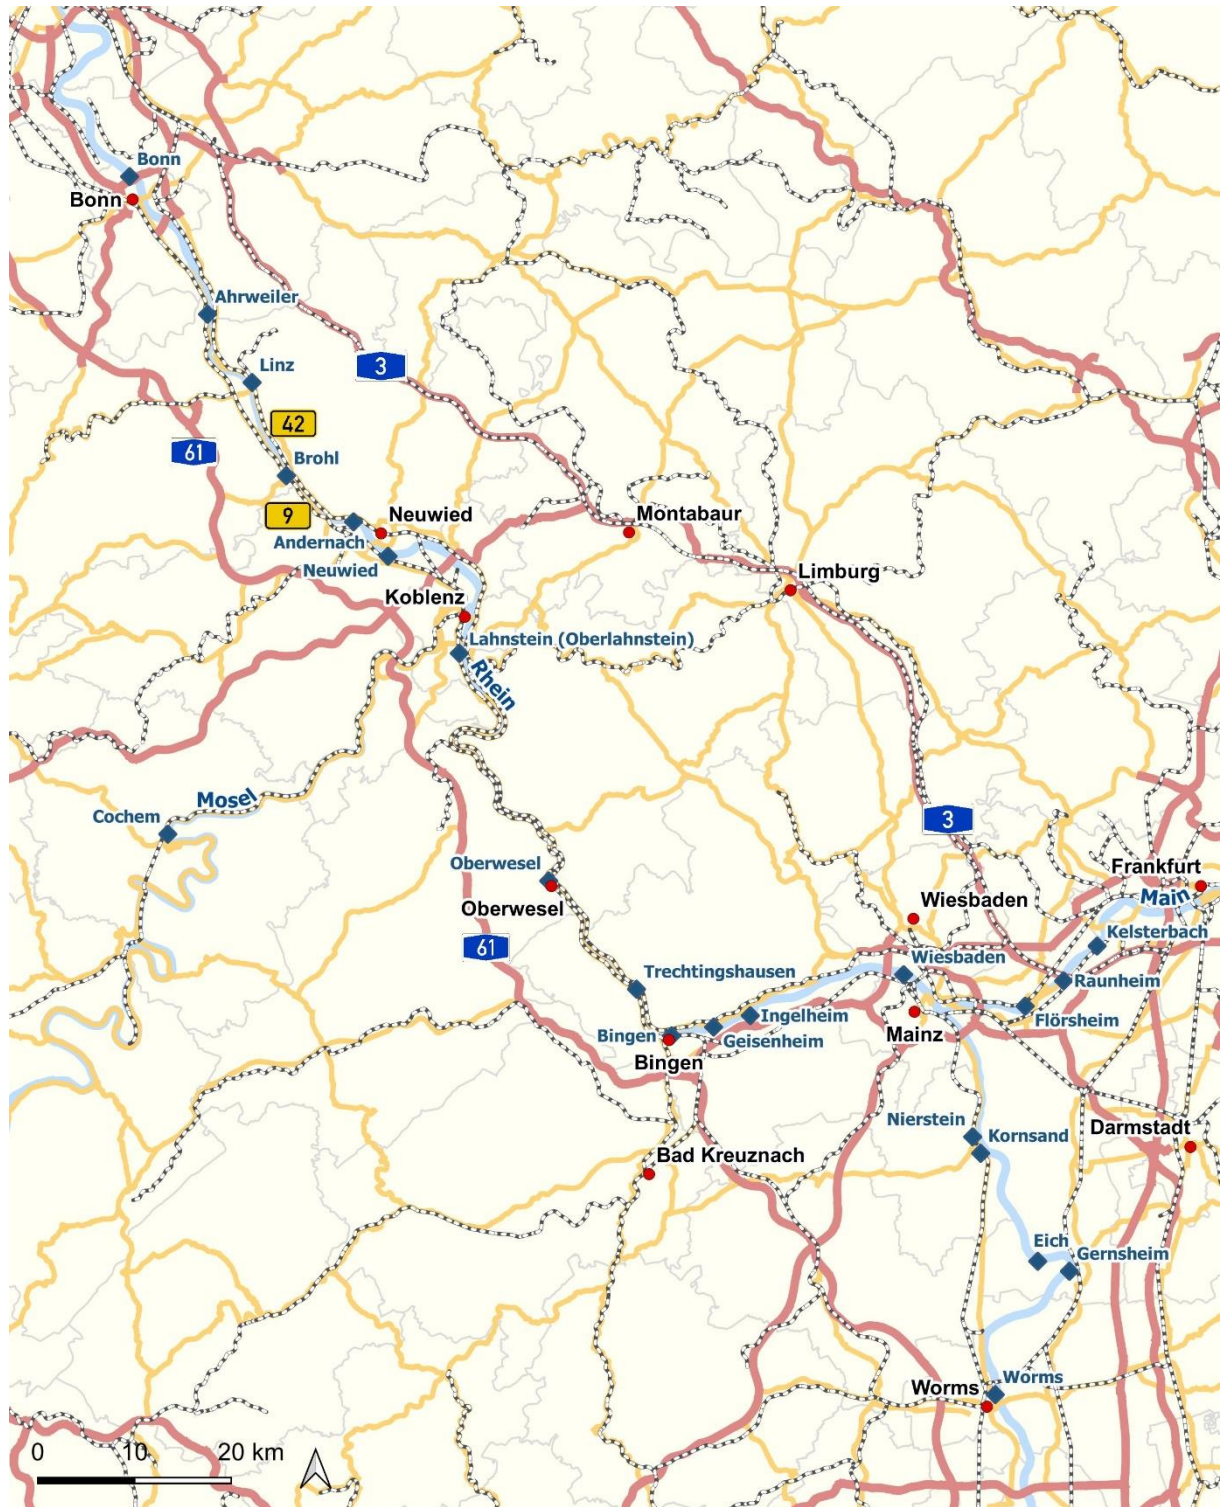 Bonn
Bonn
Ahrweiler
3
Linz
42
61
Brohl
9
Neuwied
Montabaur
Andernach
Neuwied
Limburg
Koblenz
Lahnstein (Oberlahnstein)
Rhein
Mosel
Cochem
3
Oberwesel
Frankfurt
Main
Oberwesel
Wiesbaden
Kelsterbach
61
Trechtingshausen
Wiesbaden
Raunheim
Ingelheim
Flörsheim
Bingen
Geisenheim
Mainz
Bingen
Nierstein
Kornsand
Darmstadt
Bad Kreuznach
Eich
Gernsheim
Worms
Worms
0 10 20 km